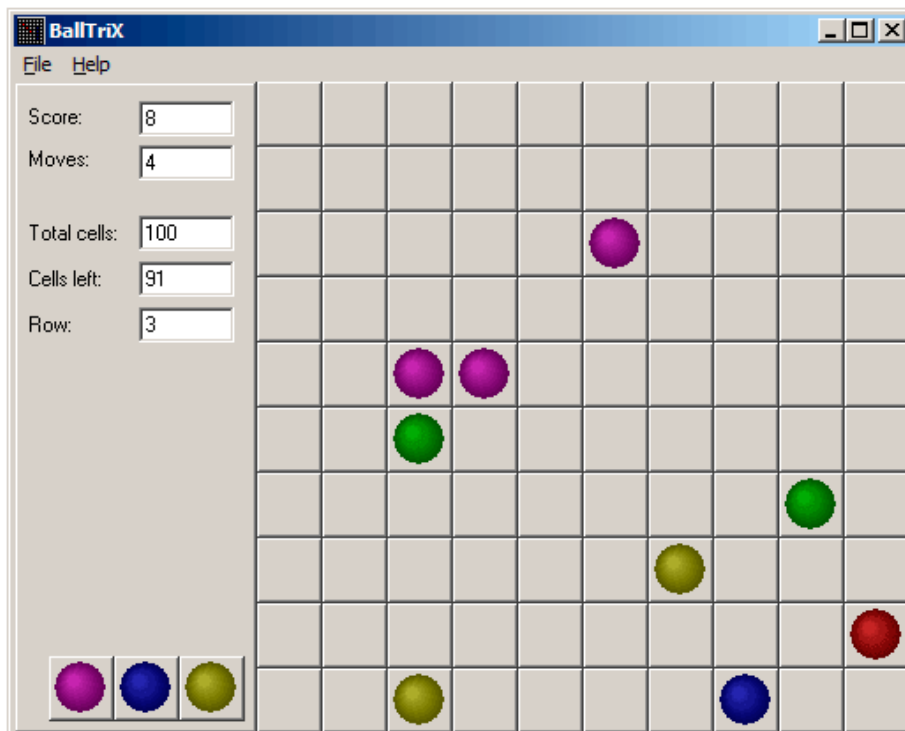 BallTriX
File Help
Score: 8
Moves: 4
Total cells: 100
Cells left: 91
Row: 3